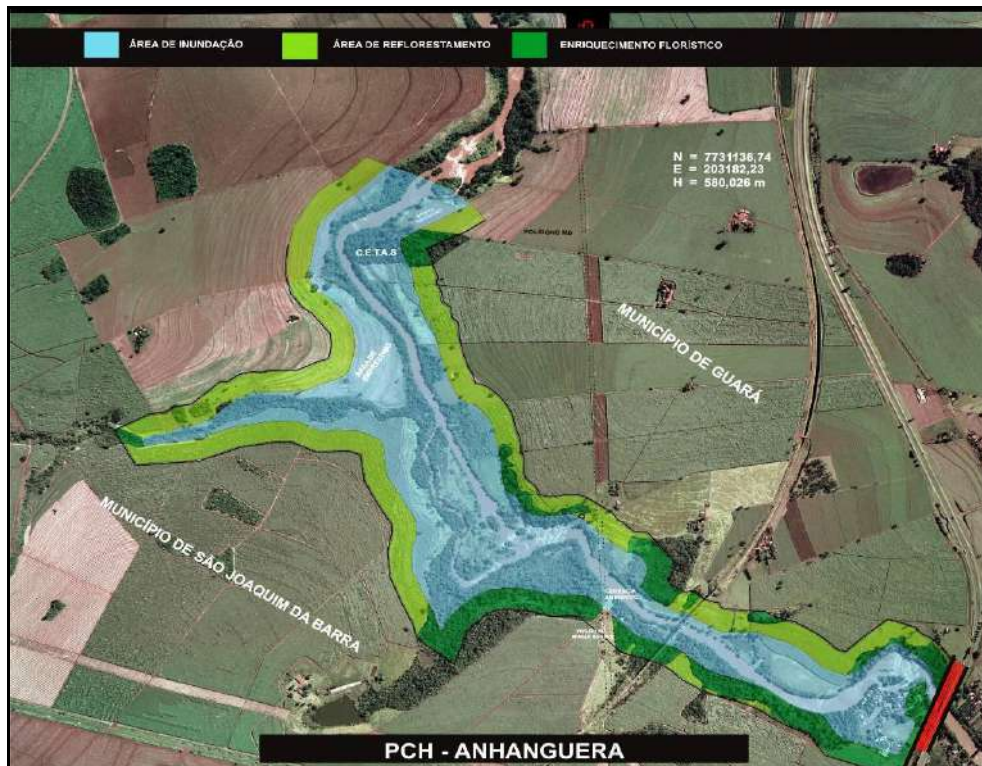 ÁREA DE INUNDAÇÃO
ÁREA DE REFLORESTAMENTO
ENRIQUECIMENTO FLORÍSTICO
N = 7731136,74
E = 203182,23
H = 580,026 m
C.E.T.A.S
MUNICÍPIO DE GUARÁ
MUNICÍPIO DE SÃO JOAQUIM DA BARRA
PCH - ANHANGUERA